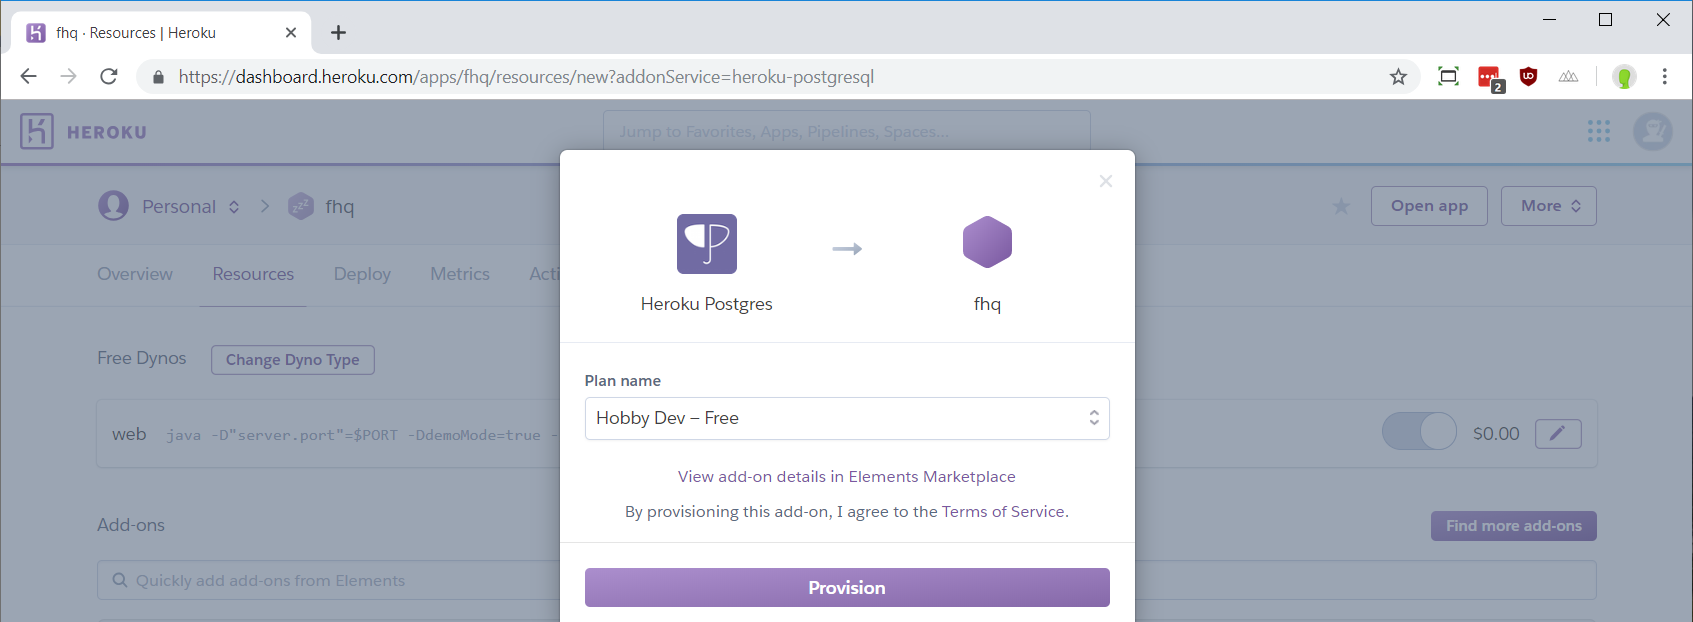 fhq · Resources | Heroku
https://dashboard.heroku.com/apps/fhq/resources/new?addonService=heroku-postgresql
2
HEROKU
Jump to Favorites, Apps, Pipelines, Spaces...
Personal
zzz
fhq
Open app
More
Overview
Resources
Deploy
Metrics
Acti
Heroku Postgres
fhq
Free Dynos
Change Dyno Type
Plan name
Hobby Dev – Free
web
java -D"server.port"=$PORT -DdemoMode=true -
$0.00
View add-on details in Elements Marketplace
By provisioning this add-on, I agree to the Terms of Service.
Add-ons
Find more add-ons
Quickly add add-ons from Elements
Provision